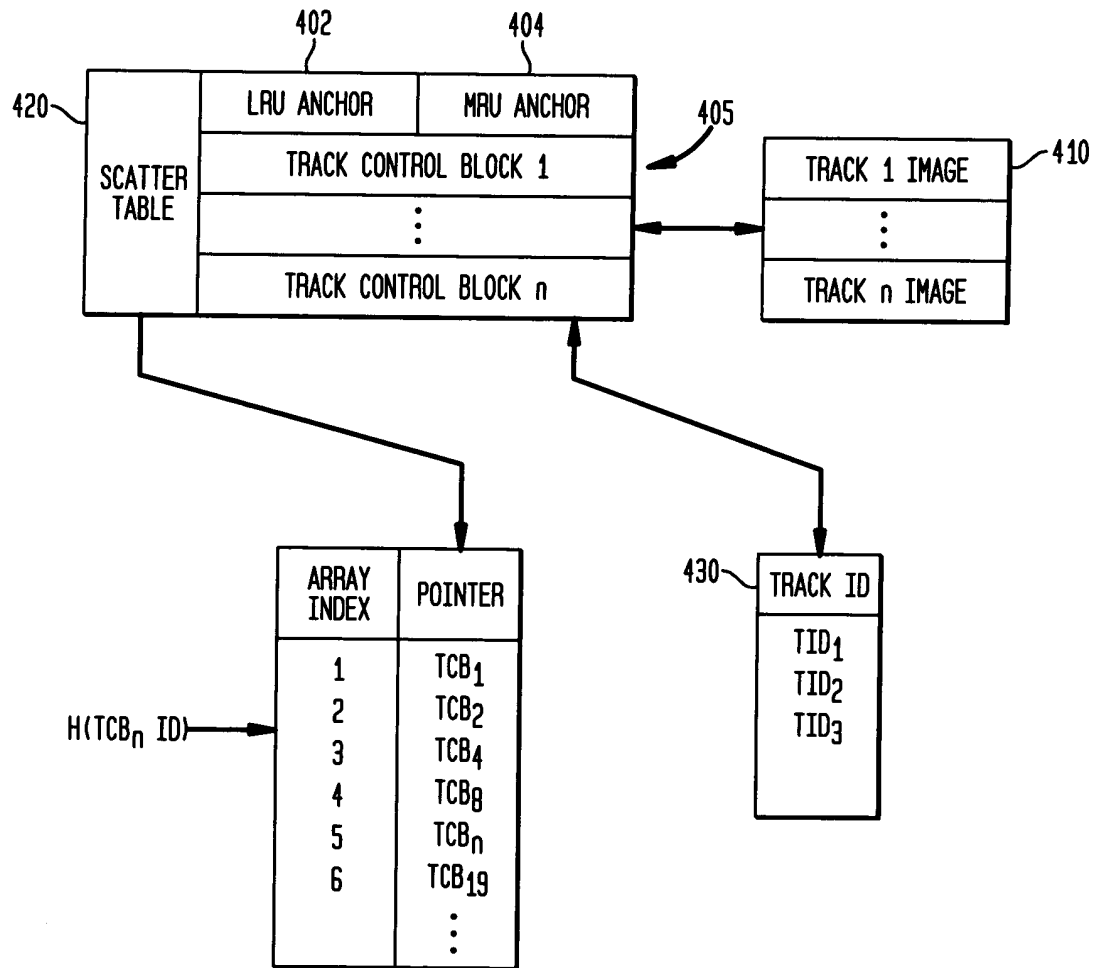 402
404
420
LRU ANCHOR
MRU ANCHOR
405
SCATTER
TABLE
TRACK CONTROL BLOCK 1
⋮
TRACK CONTROL BLOCK n
TRACK 1 IMAGE
410
⋮
TRACK n IMAGE
ARRAY
INDEX
POINTER
1 TCB₁
2 TCB₂
3 TCB₄
4 TCB₈
5 TCBₙ
6 TCB₁₉
⋮
H(TCBₙ ID)
430
TRACK ID
TID₁
TID₂
TID₃